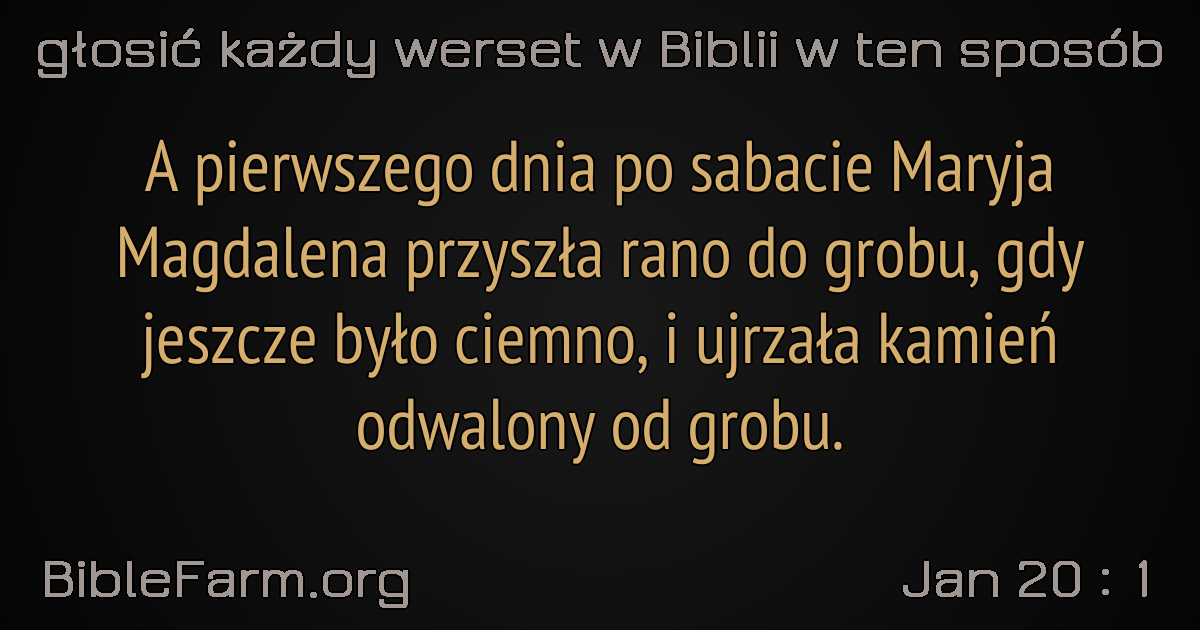 głosić każdy werset w Biblii w ten sposób
A pierwszego dnia po sabacie Maryja
Magdalena przyszła rano do grobu, gdy
jeszcze było ciemno, i ujrzała kamień
odwalony od grobu.
BibleFarm.org
Jan 20 : 1